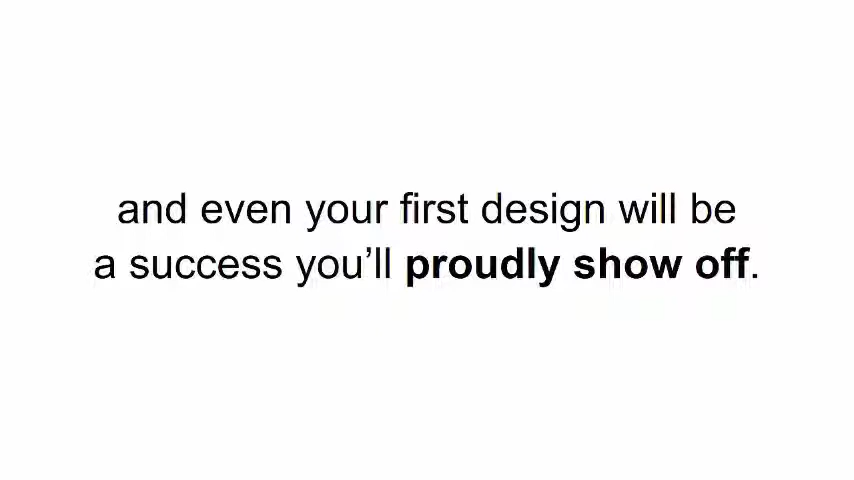 and even your first design will be
a success you’ll proudly show off.